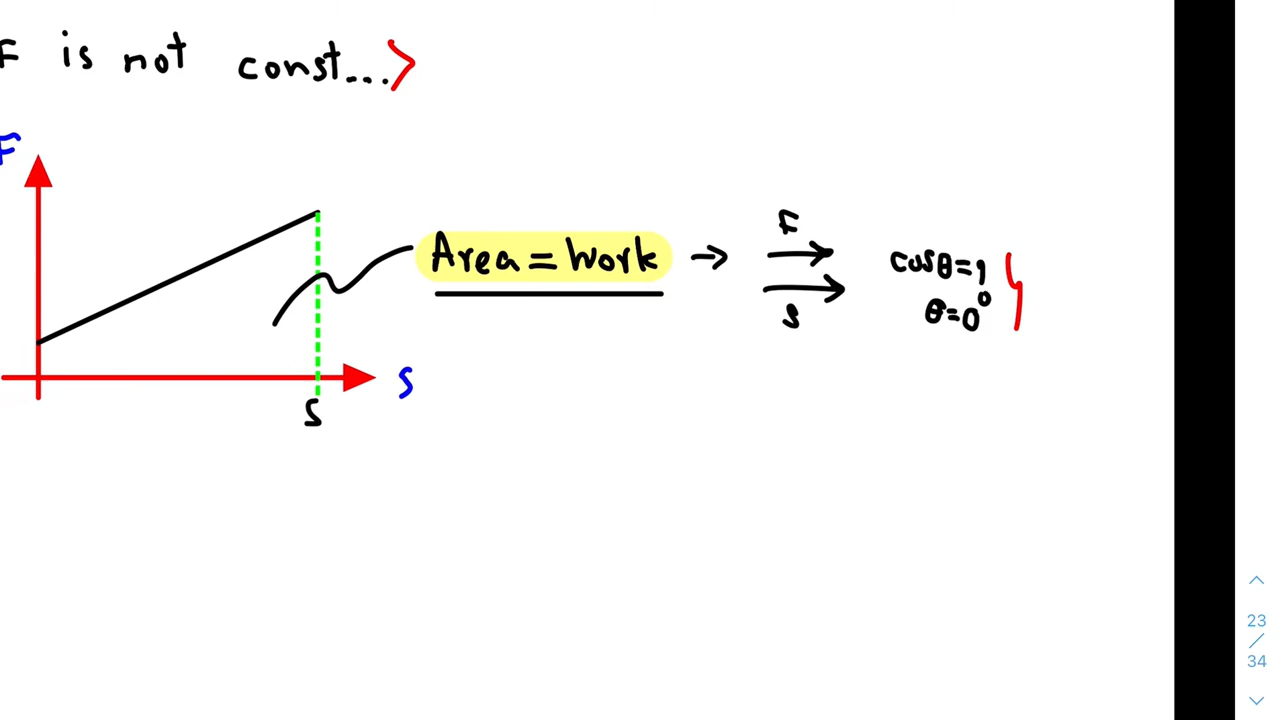 F is not const...>
F
Area = Work →
F
S
cosθ=1
θ=0°
S
S
23
/
34